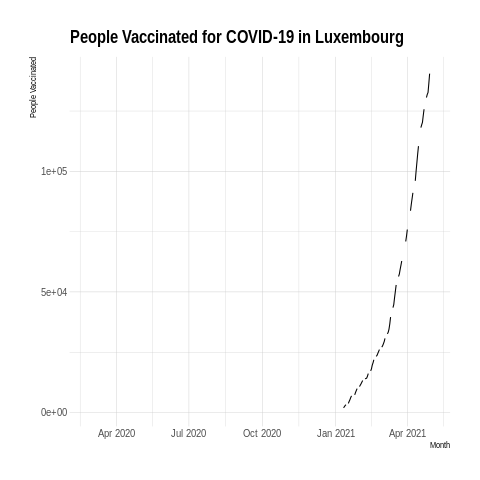 People Vaccinated for COVID-19 in Luxembourg
People Vaccinated
1e+05
5e+04
0e+00
Apr 2020 Jul 2020 Oct 2020 Jan 2021 Apr 2021
Month